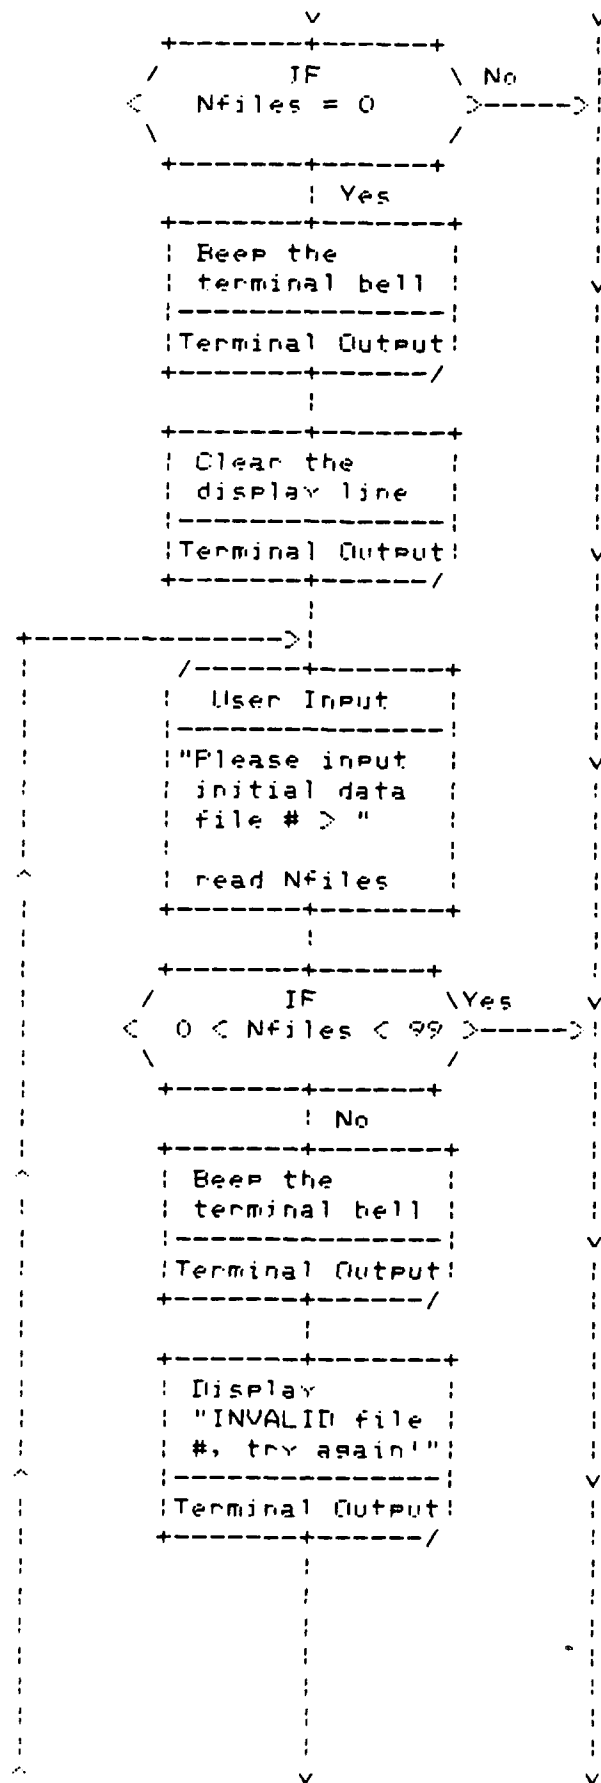 IF
No
Nfiles = 0
Yes
Beep the
terminal bell
Terminal Output
Clear the
display line
Terminal Output
User Input
"Please input
initial data
file # > "
read Nfiles
IF
Yes
0 < Nfiles < 99
No
Beep the
terminal bell
Terminal Output
Display
"INVALID file
#, try again!"
Terminal Output